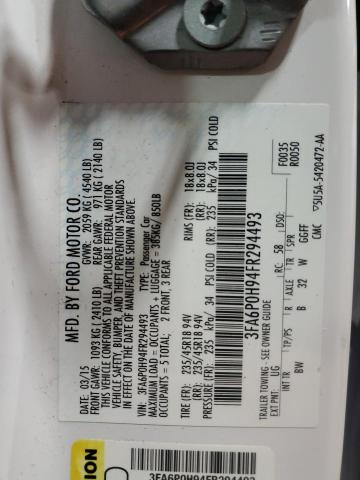 MFD. BY FORD MOTOR CO.
DATE: 03/15 GVWR: 2059 KG (4540 LB)
FRONT GAWR: 1093 KG (2410 LB) REAR GAWR: 971 KG (2140 LB)
THIS VEHICLE CONFORMS TO ALL APPLICABLE FEDERAL MOTOR
VEHICLE SAFETY, BUMPER, AND THEFT PREVENTION STANDARDS
IN EFFECT ON THE DATE OF MANUFACTURE SHOWN ABOVE.
VIN: 3FA6P0H94FR294493 TYPE: Passenger Car
MAXIMUM LOAD = OCCUPANTS + LUGGAGE = 385KG/ 850LB
OCCUPANTS = 5 TOTAL; 2 FRONT, 3 REAR
TIRE (FR): 235/45R18 94V RIMS (FR): 18x8.0J
(RR): 235/45R18 94V (RR): 18x8.0J
PRESSURE (FR): 235 kPa/ 34 PSI COLD (RR): 235 kPa/ 34 PSI COLD
3FA6P0H94FR294493
F0035
R0050
TRAILER TOWING - SEE OWNER GUIDE
EXT PNT: UG RC: 58 DSO:
INT TR TP/PS R AXLE TR SPR
BW B 32 W GGFF
CMC
5U5A-5420472-AA
3FA6P0H94FR294493